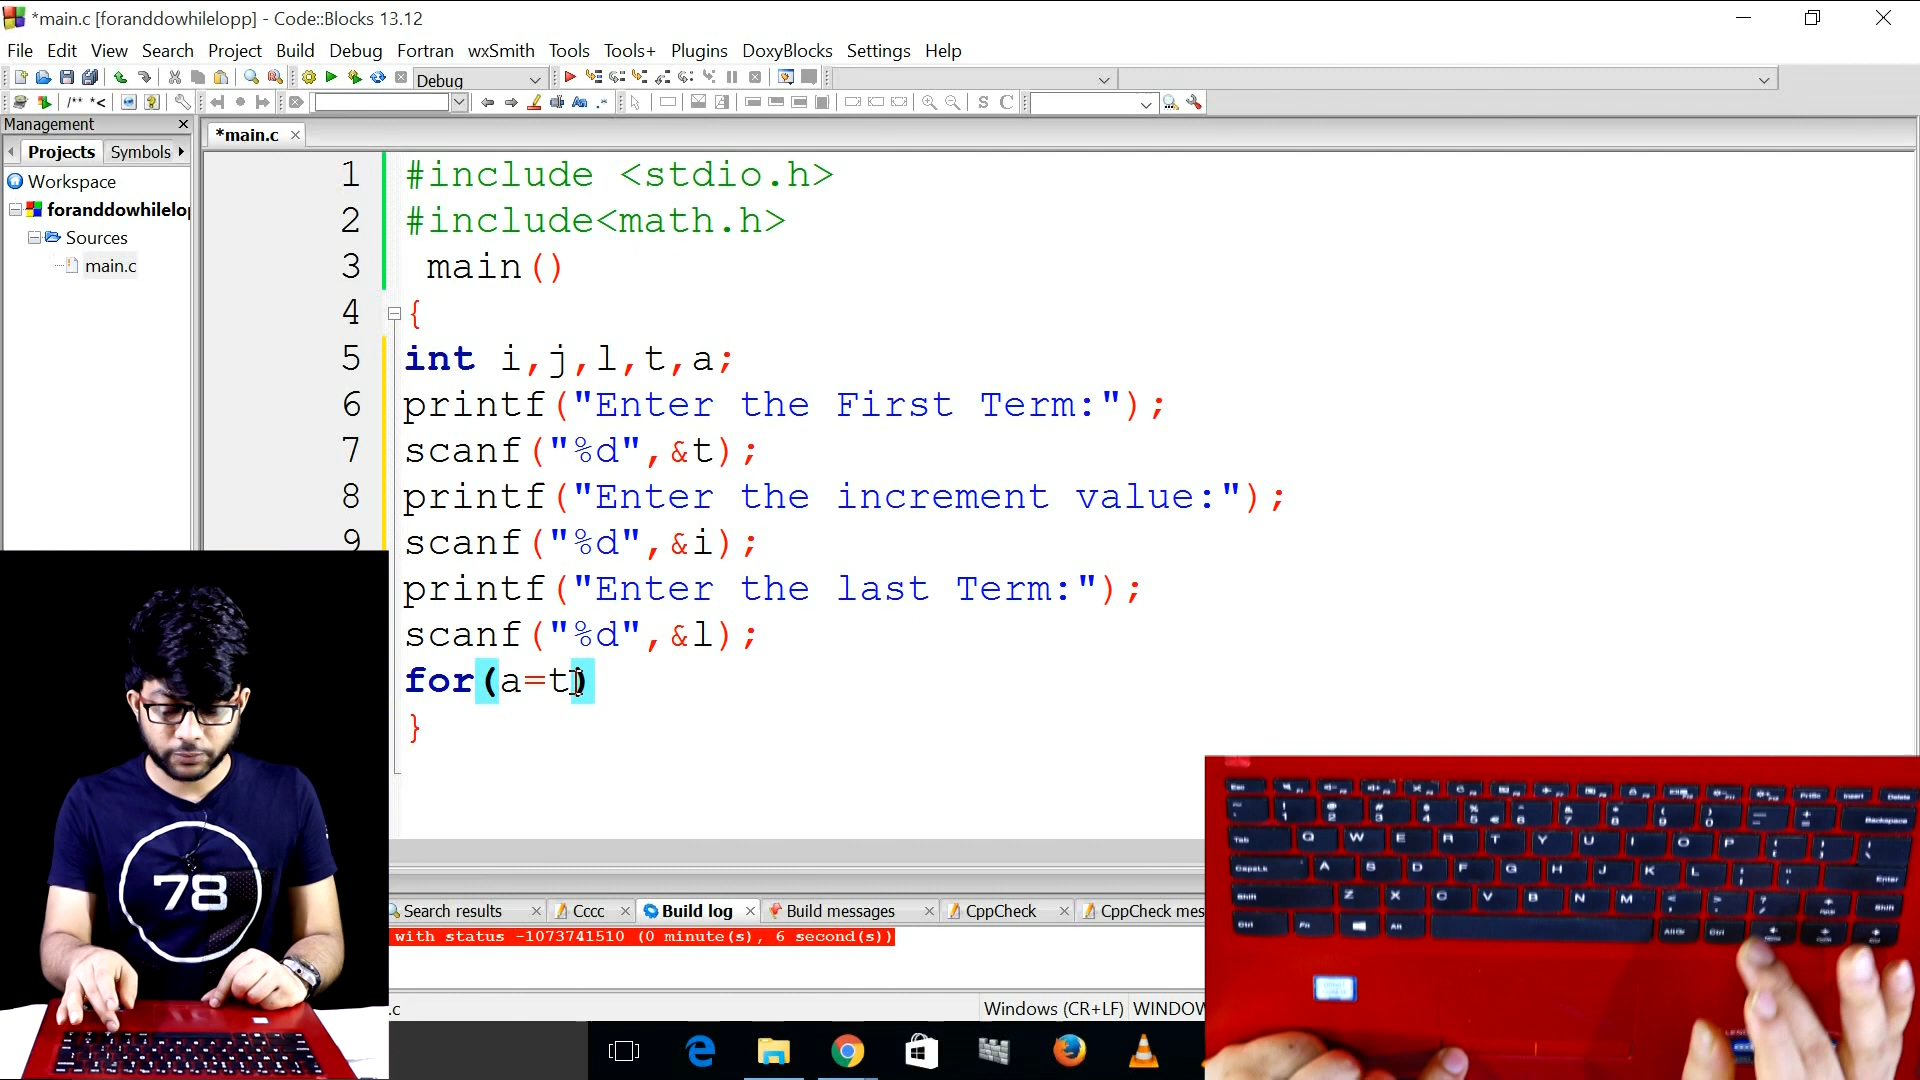 *main.c [foranddowhilelopp] - Code::Blocks 13.12
File Edit View Search Project Build Debug Fortran wxSmith Tools Tools+ Plugins DoxyBlocks Settings Help
Debug
/** *<
S C
Management
*main.c
Projects Symbols
Workspace
foranddowhilelo
Sources
main.c
1 #include <stdio.h>
2 #include<math.h>
3 main()
4 {
5 int i,j,l,t,a;
6 printf("Enter the First Term:");
7 scanf("%d",&t);
8 printf("Enter the increment value:");
9 scanf("%d",&i);
printf("Enter the last Term:");
scanf("%d",&l);
for(a=t)
}
78
Search results Cccc Build log Build messages CppCheck CppCheck mes
with status -1073741510 (0 minute(s), 6 second(s))
.c Windows (CR+LF) WINDOW
Q W E R T Y U I O P
A S D F G H J K L
Z X C V B N M